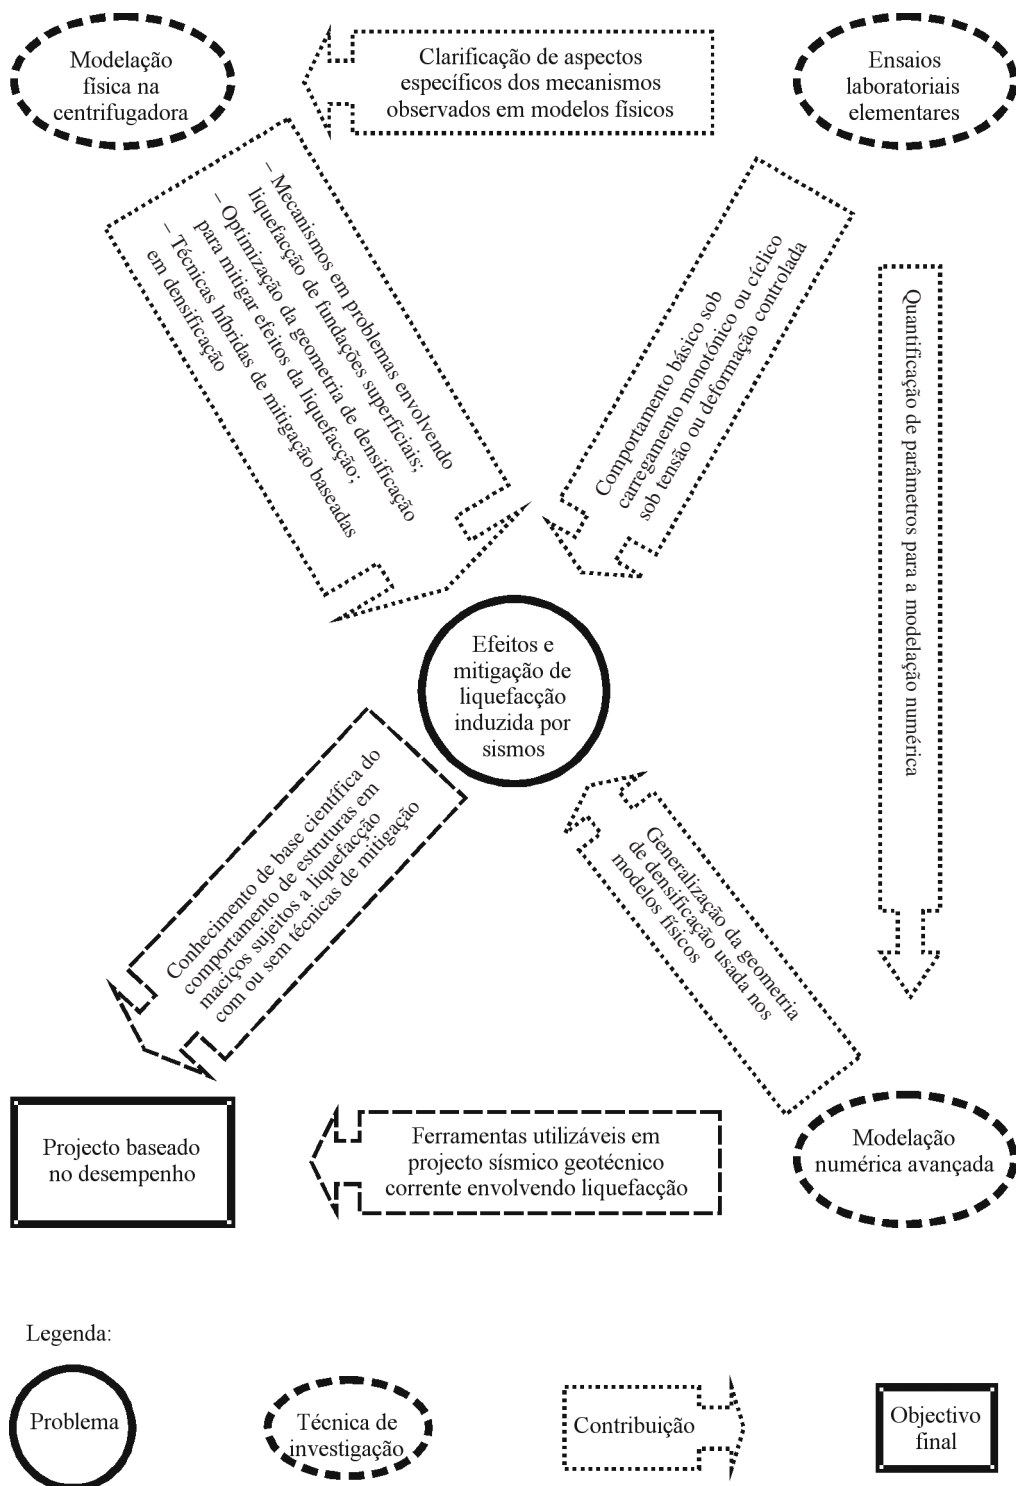 Modelação
física na
centrifugadora
Clarificação de aspectos
específicos dos mecanismos
observados em modelos físicos
Ensaios
laboratoriais
elementares
– Mecanismos em problemas envolvendo
liquefacção de fundações superficiais;
– Optimização da geometria de densificação
para mitigar efeitos da liquefacção;
– Técnicas híbridas de mitigação baseadas
em densificação
Comportamento básico sob
carregamento monotónico ou cíclico
sob tensão ou deformação controlada
Quantificação de parâmetros para a modelação numérica
Efeitos e
mitigação de
liquefacção
induzida por
sismos
Conhecimento de base científica do
comportamento de estruturas em
maciços sujeitos a liquefacção
com ou sem técnicas de mitigação
Generalização da geometria
de densificação usada nos
modelos físicos
Projecto baseado
no desempenho
Ferramentas utilizáveis em
projecto sísmico geotécnico
corrente envolvendo liquefacção
Modelação
numérica avançada
Legenda:
Problema
Técnica de
investigação
Contribuição
Objectivo
final